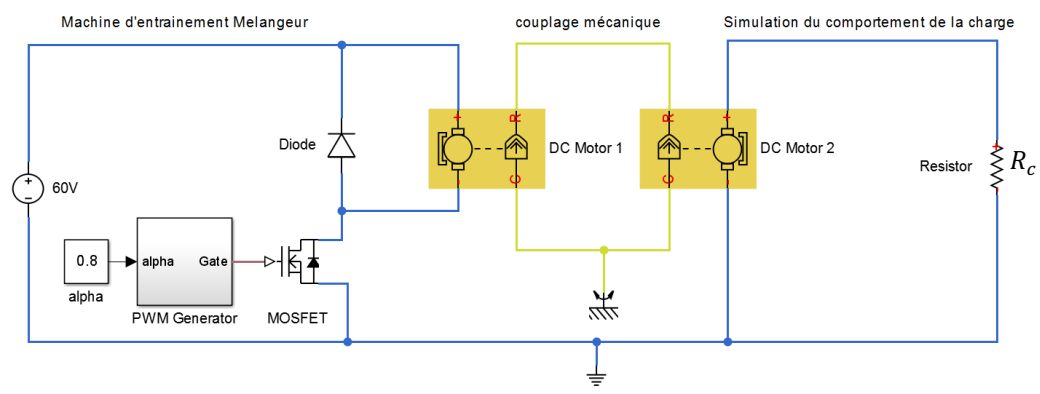 Machine d'entrainement Melangeur
couplage mécanique
Simulation du comportement de la charge
+
R
R
+
Diode
DC Motor 1
DC Motor 2
+
Resistor
R_c
+
−
60V
-
C
C
-
0.8
alpha
Gate
alpha
PWM Generator
MOSFET